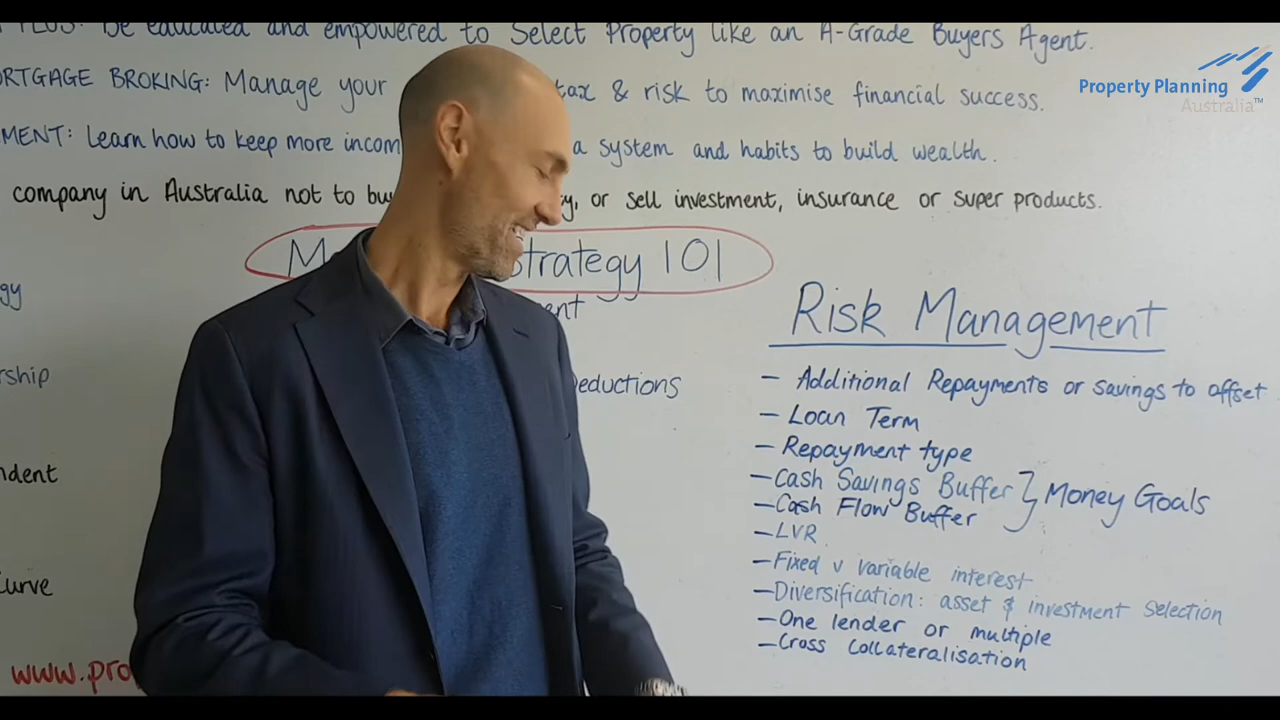 PLUS: Be educated and empowered to Select Property like an A-Grade Buyers Agent.
Property Planning
Australia™
ORTGAGE BROKING: Manage your tax & risk to maximise financial success.
MENT: Learn how to keep more incom a system and habits to build wealth.
company in Australia not to bu y, or sell investment, insurance or super products.
M Strategy 101
gy
ent
Risk Management
rship
eductions
- Additional Repayments or savings to offset
- Loan Term
- Repayment type
ndent
- Cash Savings Buffer } Money Goals
- Cash Flow Buffer
- LVR
- Fixed v variable interest
Curve
- Diversification: asset & investment Selection
- One lender or multiple
- Cross Collateralisation
www.pro